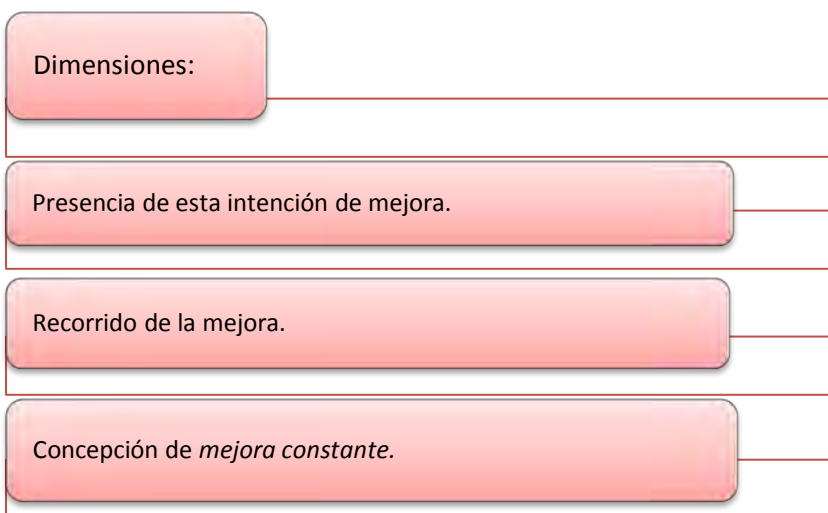 Dimensiones:
Presencia de esta intención de mejora.
Recorrido de la mejora.
Concepción de mejora constante.